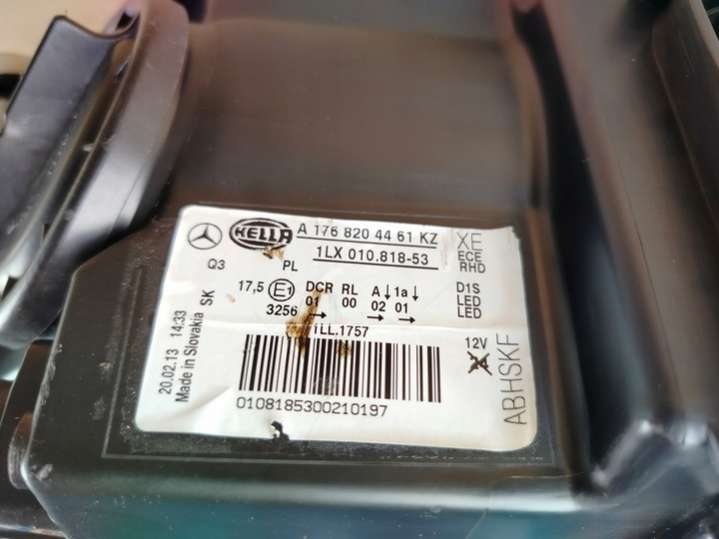 HELLA
A 176 820 44 61 KZ
1LX 010.818-53
XE
ECE
RHD
Q3 PL
17,5 E1 DCR RL A↓ 1a↓
3256 01 00 02 01
→ → →
D1S
LED
LED
1LL.1757
12V
20.02.13 14:33
Made in Slovakia SK
ABHSKF
0108185300210197